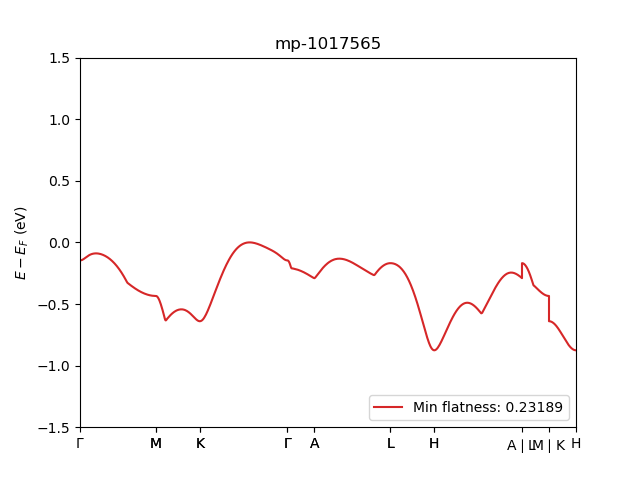 mp-1017565
E − E_F (eV)
1.5
1.0
0.5
0.0
−0.5
−1.0
−1.5
Min flatness: 0.23189
Γ M K Γ A L H A | L M | K H